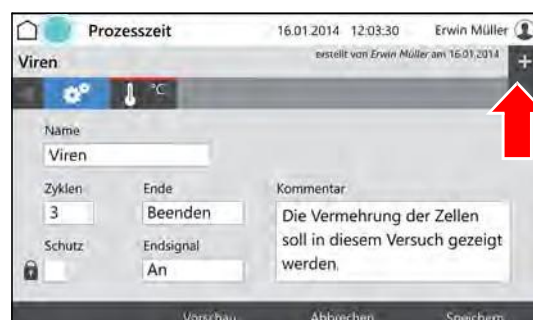 Prozesszeit 16.01.2014 12:03:30 Erwin Müller
Viren erstellt von Erwin Müller am 16.01.2014 +
°C
Name
Viren
Zyklen Ende Kommentar
3 Beenden Die Vermehrung der Zellen
soll in diesem Versuch gezeigt
werden.
Schutz Endsignal
An
Vorschau Abbrechen Speichern